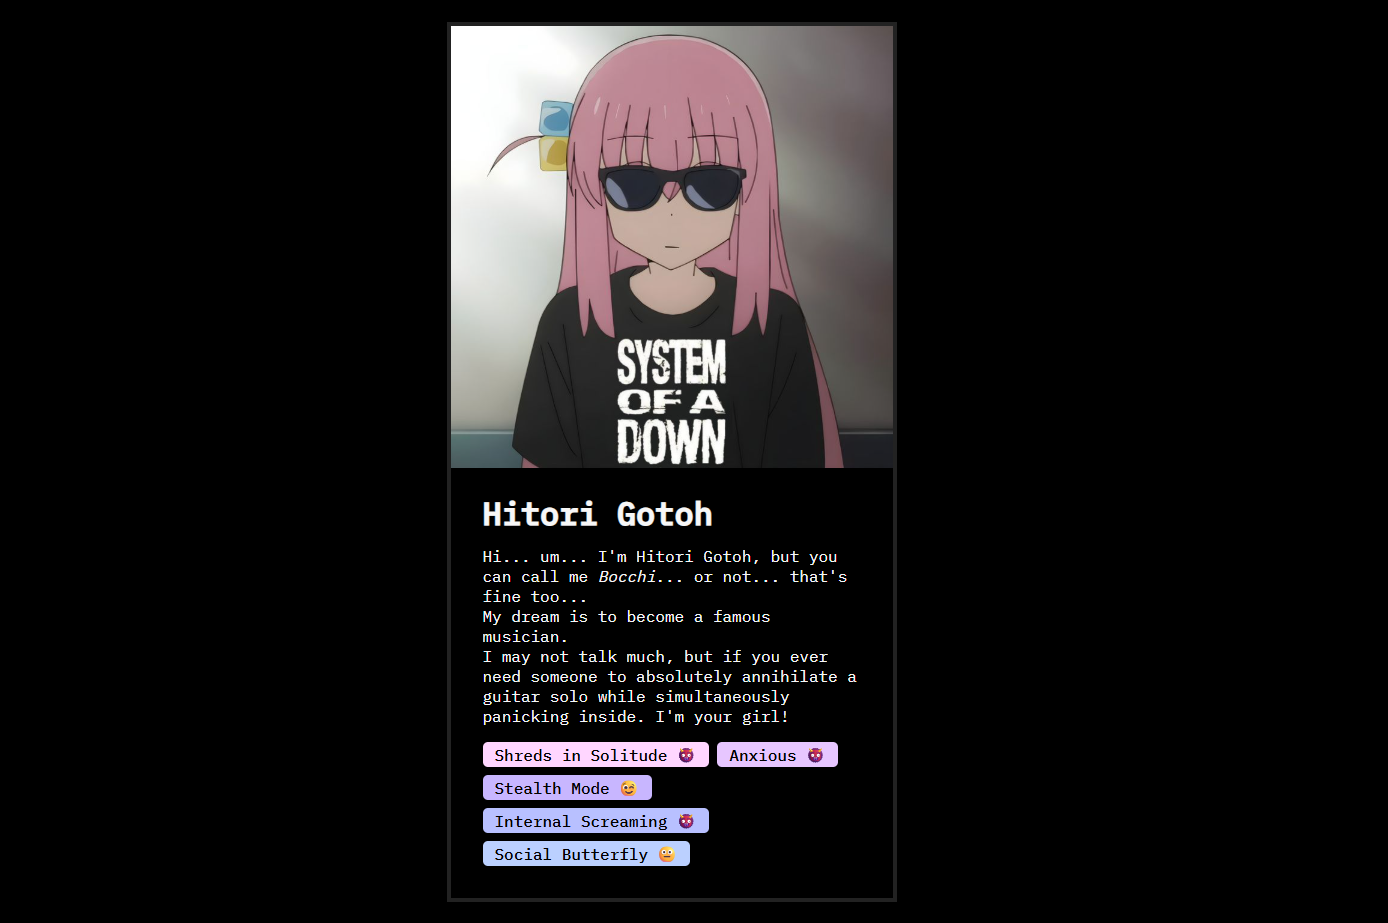 SYSTEM
OF A
DOWN
Hitori Gotoh
Hi... um... I'm Hitori Gotoh, but you
can call me Bocchi... or not... that's
fine too...
My dream is to become a famous
musician.
I may not talk much, but if you ever
need someone to absolutely annihilate a
guitar solo while simultaneously
panicking inside. I'm your girl!
Shreds in Solitude
Anxious
Stealth Mode
Internal Screaming
Social Butterfly